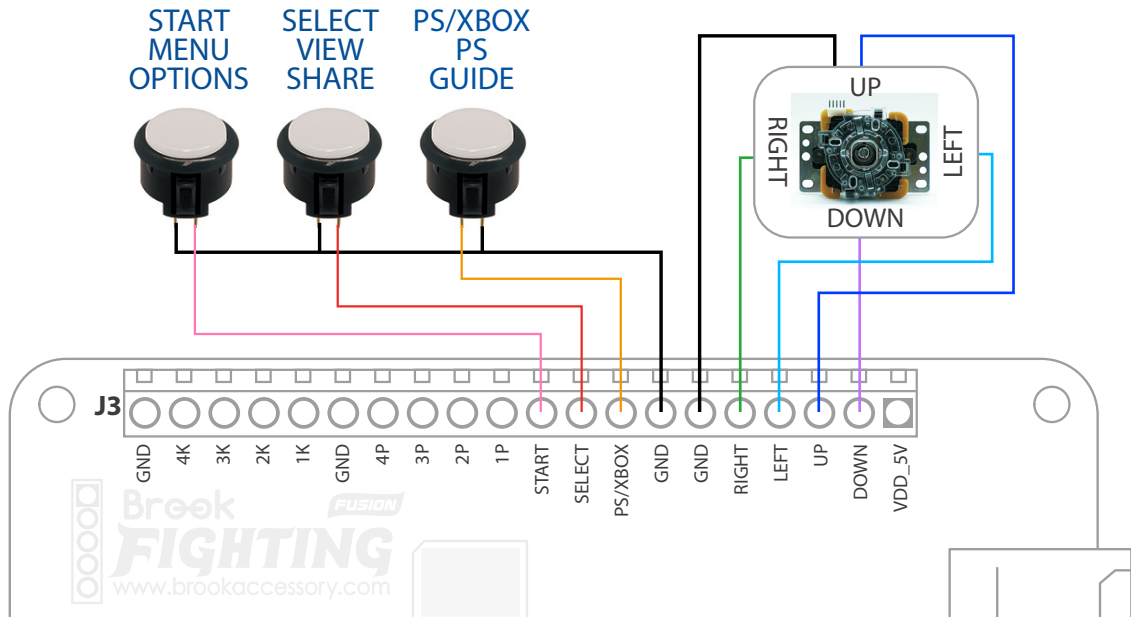 START
MENU
OPTIONS
SELECT
VIEW
SHARE
PS/XBOX
PS
GUIDE
UP
RIGHT
LEFT
DOWN
J3
GND
4K
3K
2K
1K
GND
4P
3P
2P
1P
START
SELECT
PS/XBOX
GND
GND
RIGHT
LEFT
UP
DOWN
VDD_5V
Brook
FUSION
FIGHTING
www.brookaccessory.com